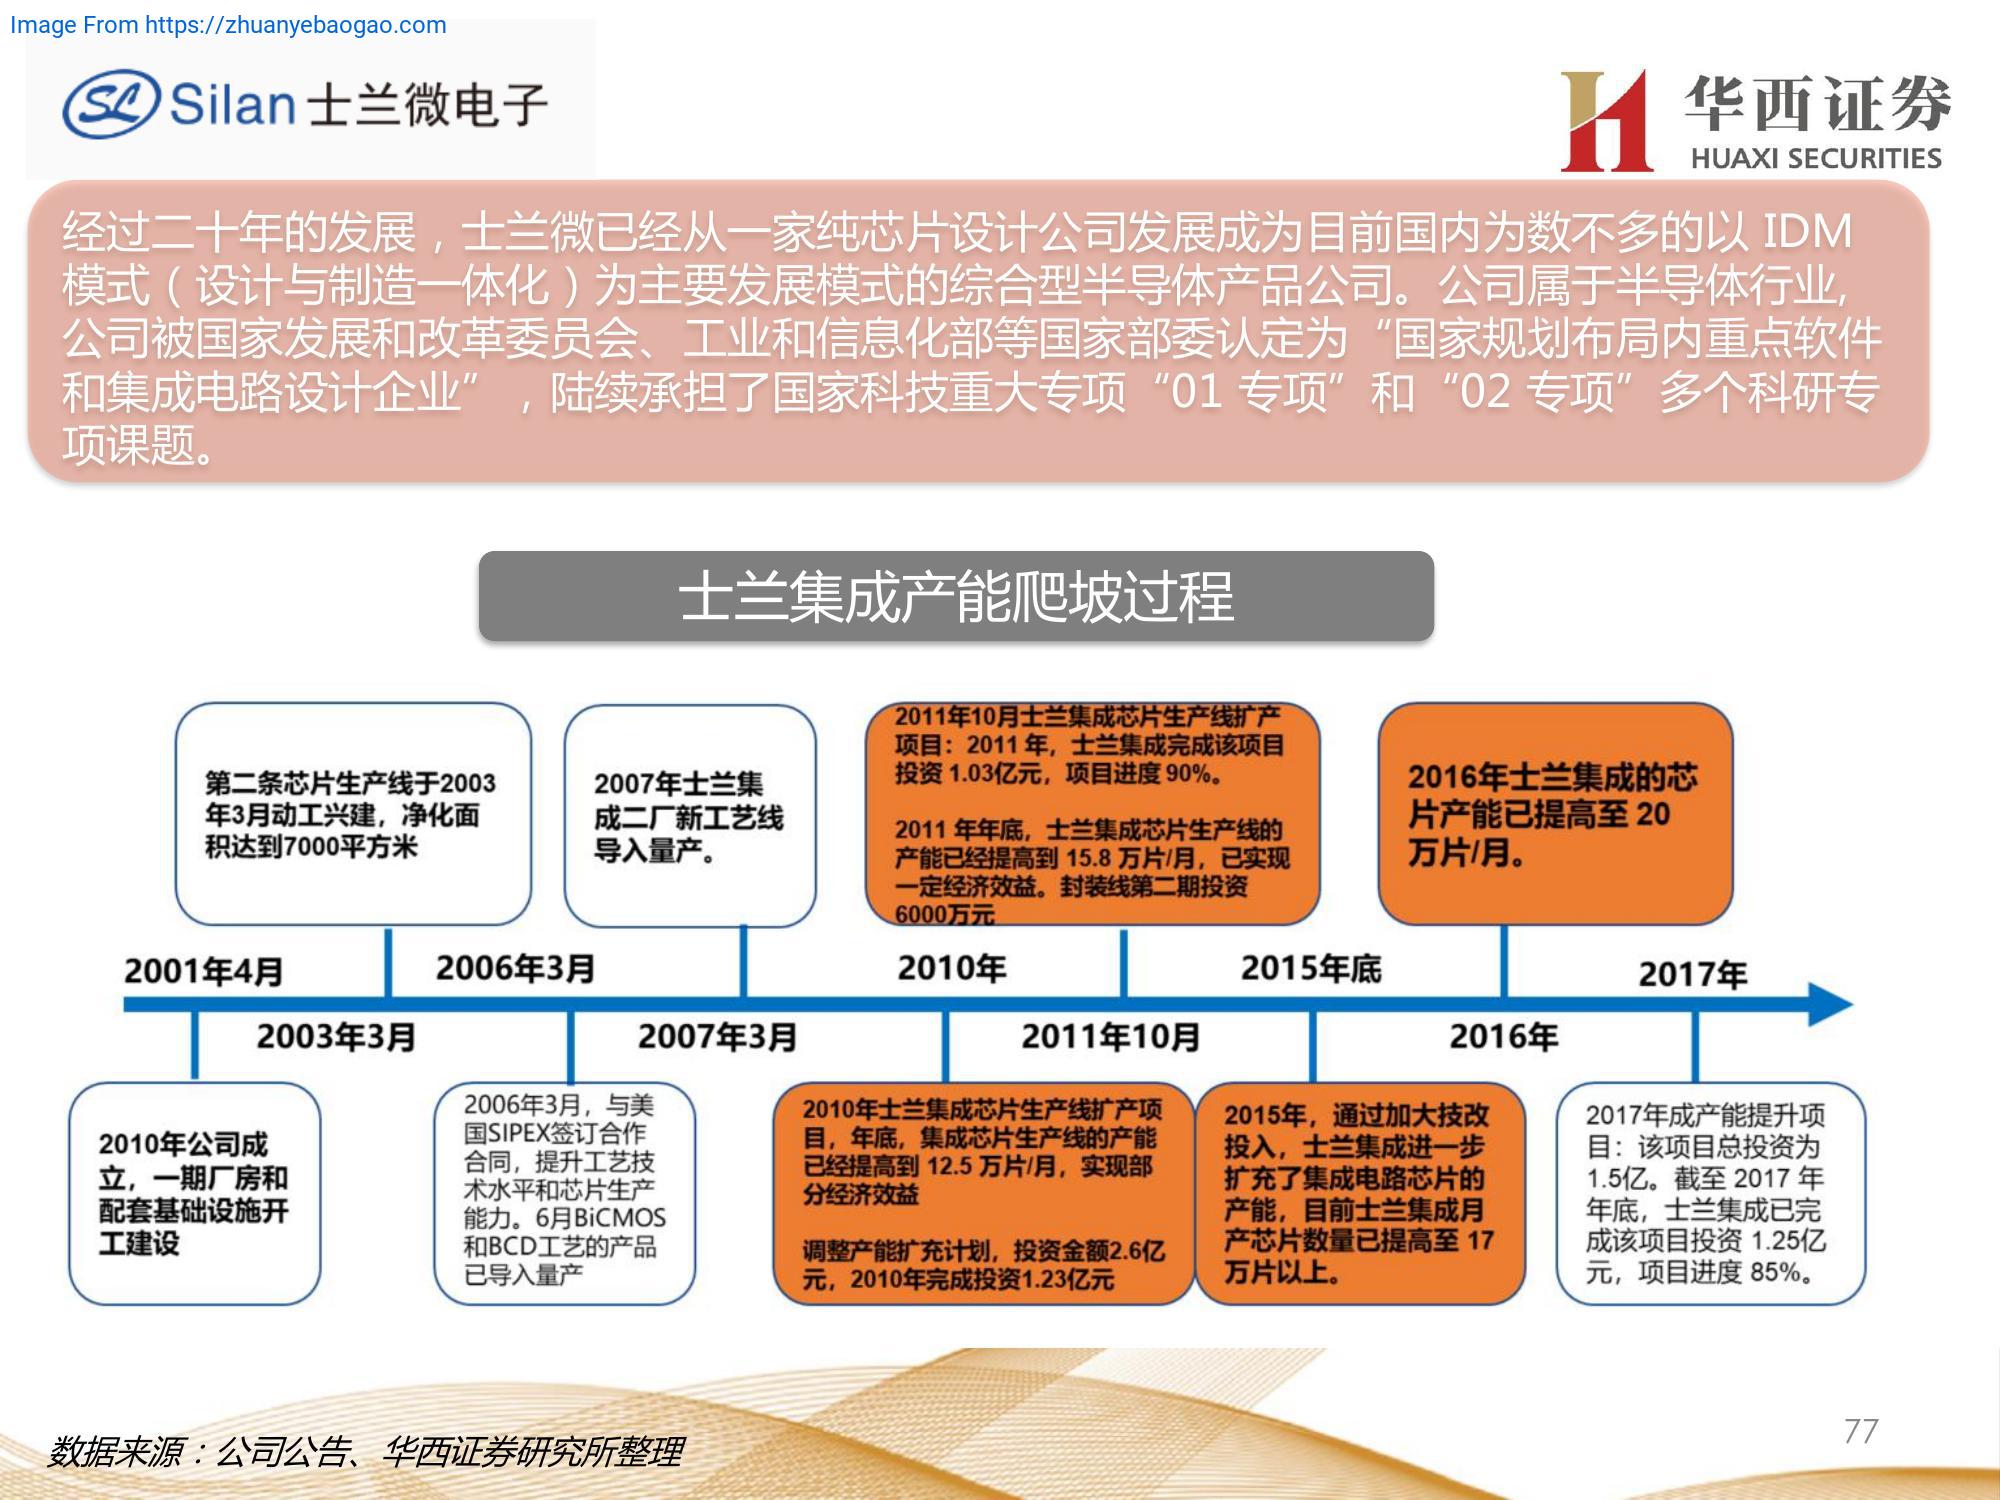 Image From https://zhuanyebaogao.com
SL Silan 士兰微电子
华西证券
HUAXI SECURITIES
经过二十年的发展，士兰微已经从一家纯芯片设计公司发展成为目前国内为数不多的以 IDM
模式（设计与制造一体化）为主要发展模式的综合型半导体产品公司。公司属于半导体行业,
公司被国家发展和改革委员会、工业和信息化部等国家部委认定为“国家规划布局内重点软件
和集成电路设计企业”，陆续承担了国家科技重大专项“01 专项”和“02 专项”多个科研专
项课题。
士兰集成产能爬坡过程
第二条芯片生产线于2003
年3月动工兴建，净化面
积达到7000平方米
2007年士兰集
成二厂新工艺线
导入量产。
2011年10月士兰集成芯片生产线扩产
项目：2011 年，士兰集成完成该项目
投资 1.03亿元，项目进度 90%。
2011 年年底，士兰集成芯片生产线的
产能已经提高到 15.8 万片/月，已实现
一定经济效益。封装线第二期投资
6000万元
2016年士兰集成的芯
片产能已提高至 20
万片/月。
2001年4月
2006年3月
2010年
2015年底
2017年
2003年3月
2007年3月
2011年10月
2016年
2010年公司成
立，一期厂房和
配套基础设施开
工建设
2006年3月，与美
国SIPEX签订合作
合同，提升工艺技
术水平和芯片生产
能力。6月BiCMOS
和BCD工艺的产品
已导入量产
2010年士兰集成芯片生产线扩产项
目，年底，集成芯片生产线的产能
已经提高到 12.5 万片/月，实现部
分经济效益
调整产能扩充计划，投资金额2.6亿
元，2010年完成投资1.23亿元
2015年，通过加大技改
投入，士兰集成进一步
扩充了集成电路芯片的
产能，目前士兰集成月
产芯片数量已提高至 17
万片以上。
2017年成产能提升项
目：该项目总投资为
1.5亿。截至 2017 年
年底，士兰集成已完
成该项目投资 1.25亿
元，项目进度 85%。
数据来源：公司公告、华西证券研究所整理
77